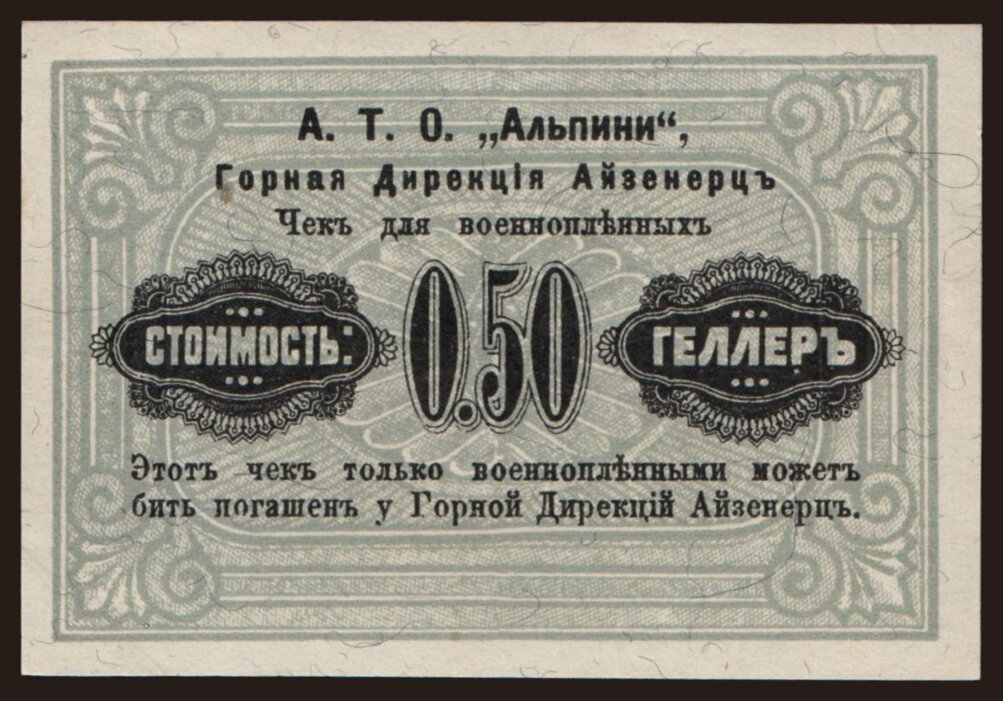 А. Т. О. „Альпини“,
Горная Дирекція Айзенерцъ
Чекъ для военноплѣнныхъ
СТОИМОСТЬ: 0.50 ГЕЛЛЕРЪ
Этотъ чекъ только военноплѣнными можетъ
бить погашенъ у Горной Дирекцій Айзенерцъ.